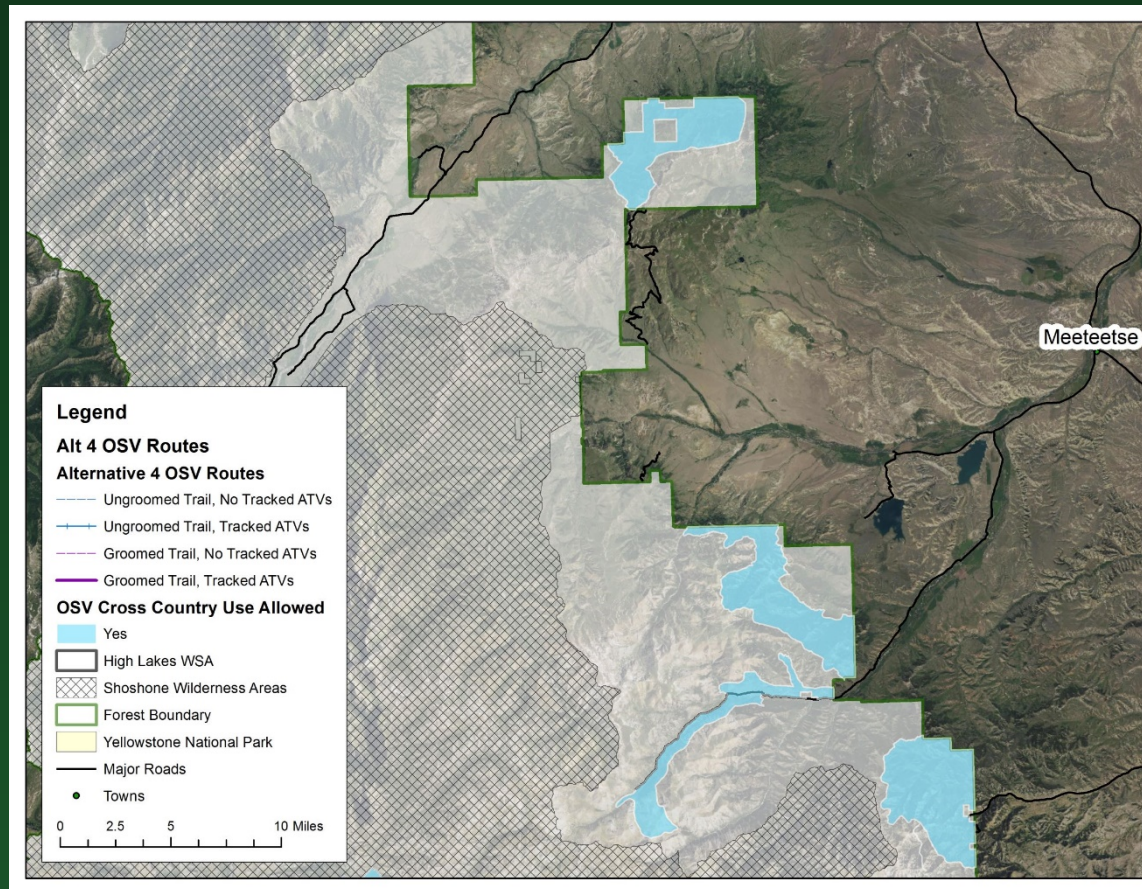 Meeteetse
Legend
Alt 4 OSV Routes
Alternative 4 OSV Routes
Ungroomed Trail, No Tracked ATVs
Ungroomed Trail, Tracked ATVs
Groomed Trail, No Tracked ATVs
Groomed Trail, Tracked ATVs
OSV Cross Country Use Allowed
Yes
High Lakes WSA
Shoshone Wilderness Areas
Forest Boundary
Yellowstone National Park
Major Roads
Towns
0 2.5 5 10 Miles